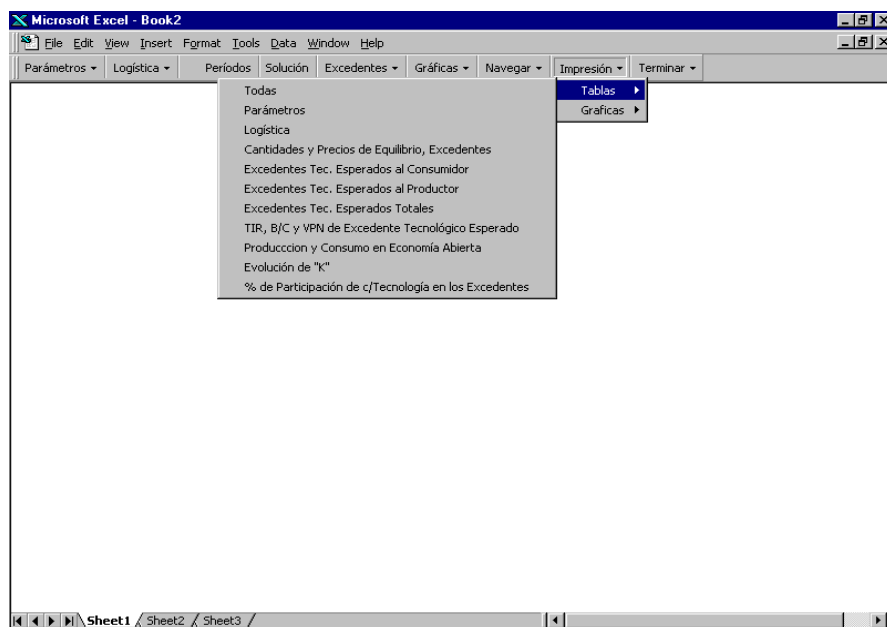 Microsoft Excel - Book2
File Edit View Insert Format Tools Data Window Help
Parámetros Logística Períodos Solución Excedentes Gráficas Navegar Impresión Terminar
Todas
Parámetros
Logística
Cantidades y Precios de Equilibrio, Excedentes
Excedentes Tec. Esperados al Consumidor
Excedentes Tec. Esperados al Productor
Excedentes Tec. Esperados Totales
TIR, B/C y VPN de Excedente Tecnológico Esperado
Producccion y Consumo en Economía Abierta
Evolución de "K"
% de Participación de c/Tecnología en los Excedentes
Tablas
Graficas
Sheet1 Sheet2 Sheet3